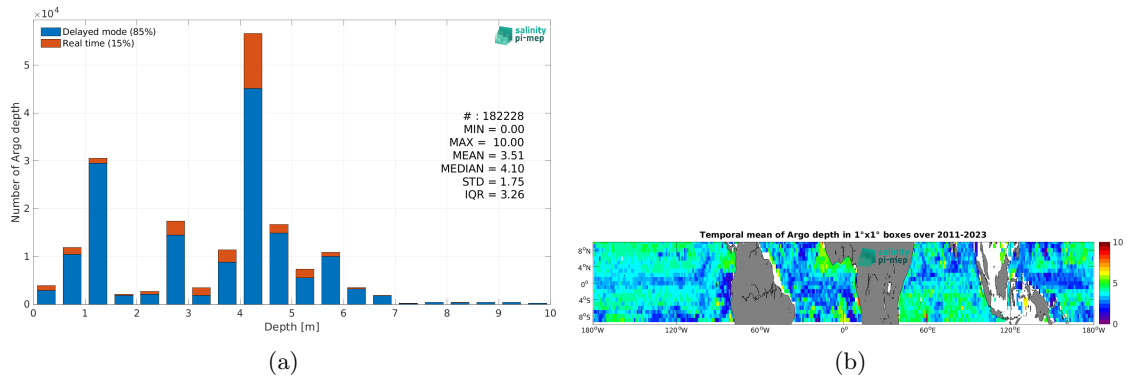 ×10⁴
Delayed mode (85%)
Real time (15%)
salinity
pi-mep
# : 182228
MIN = 0.00
MAX = 10.00
MEAN = 3.51
MEDIAN = 4.10
STD = 1.75
IQR = 3.26
Number of Argo depth
5
4
3
2
1
0
0 1 2 3 4 5 6 7 8 9 10
Depth [m]
(a)
Temporal mean of Argo depth in 1°x1° boxes over 2011-2023
salinity
pi-mep
8°N
4°N
0°
4°S
8°S
180°W 120°W 60°W 0° 60°E 120°E 180°W
10
5
0
(b)